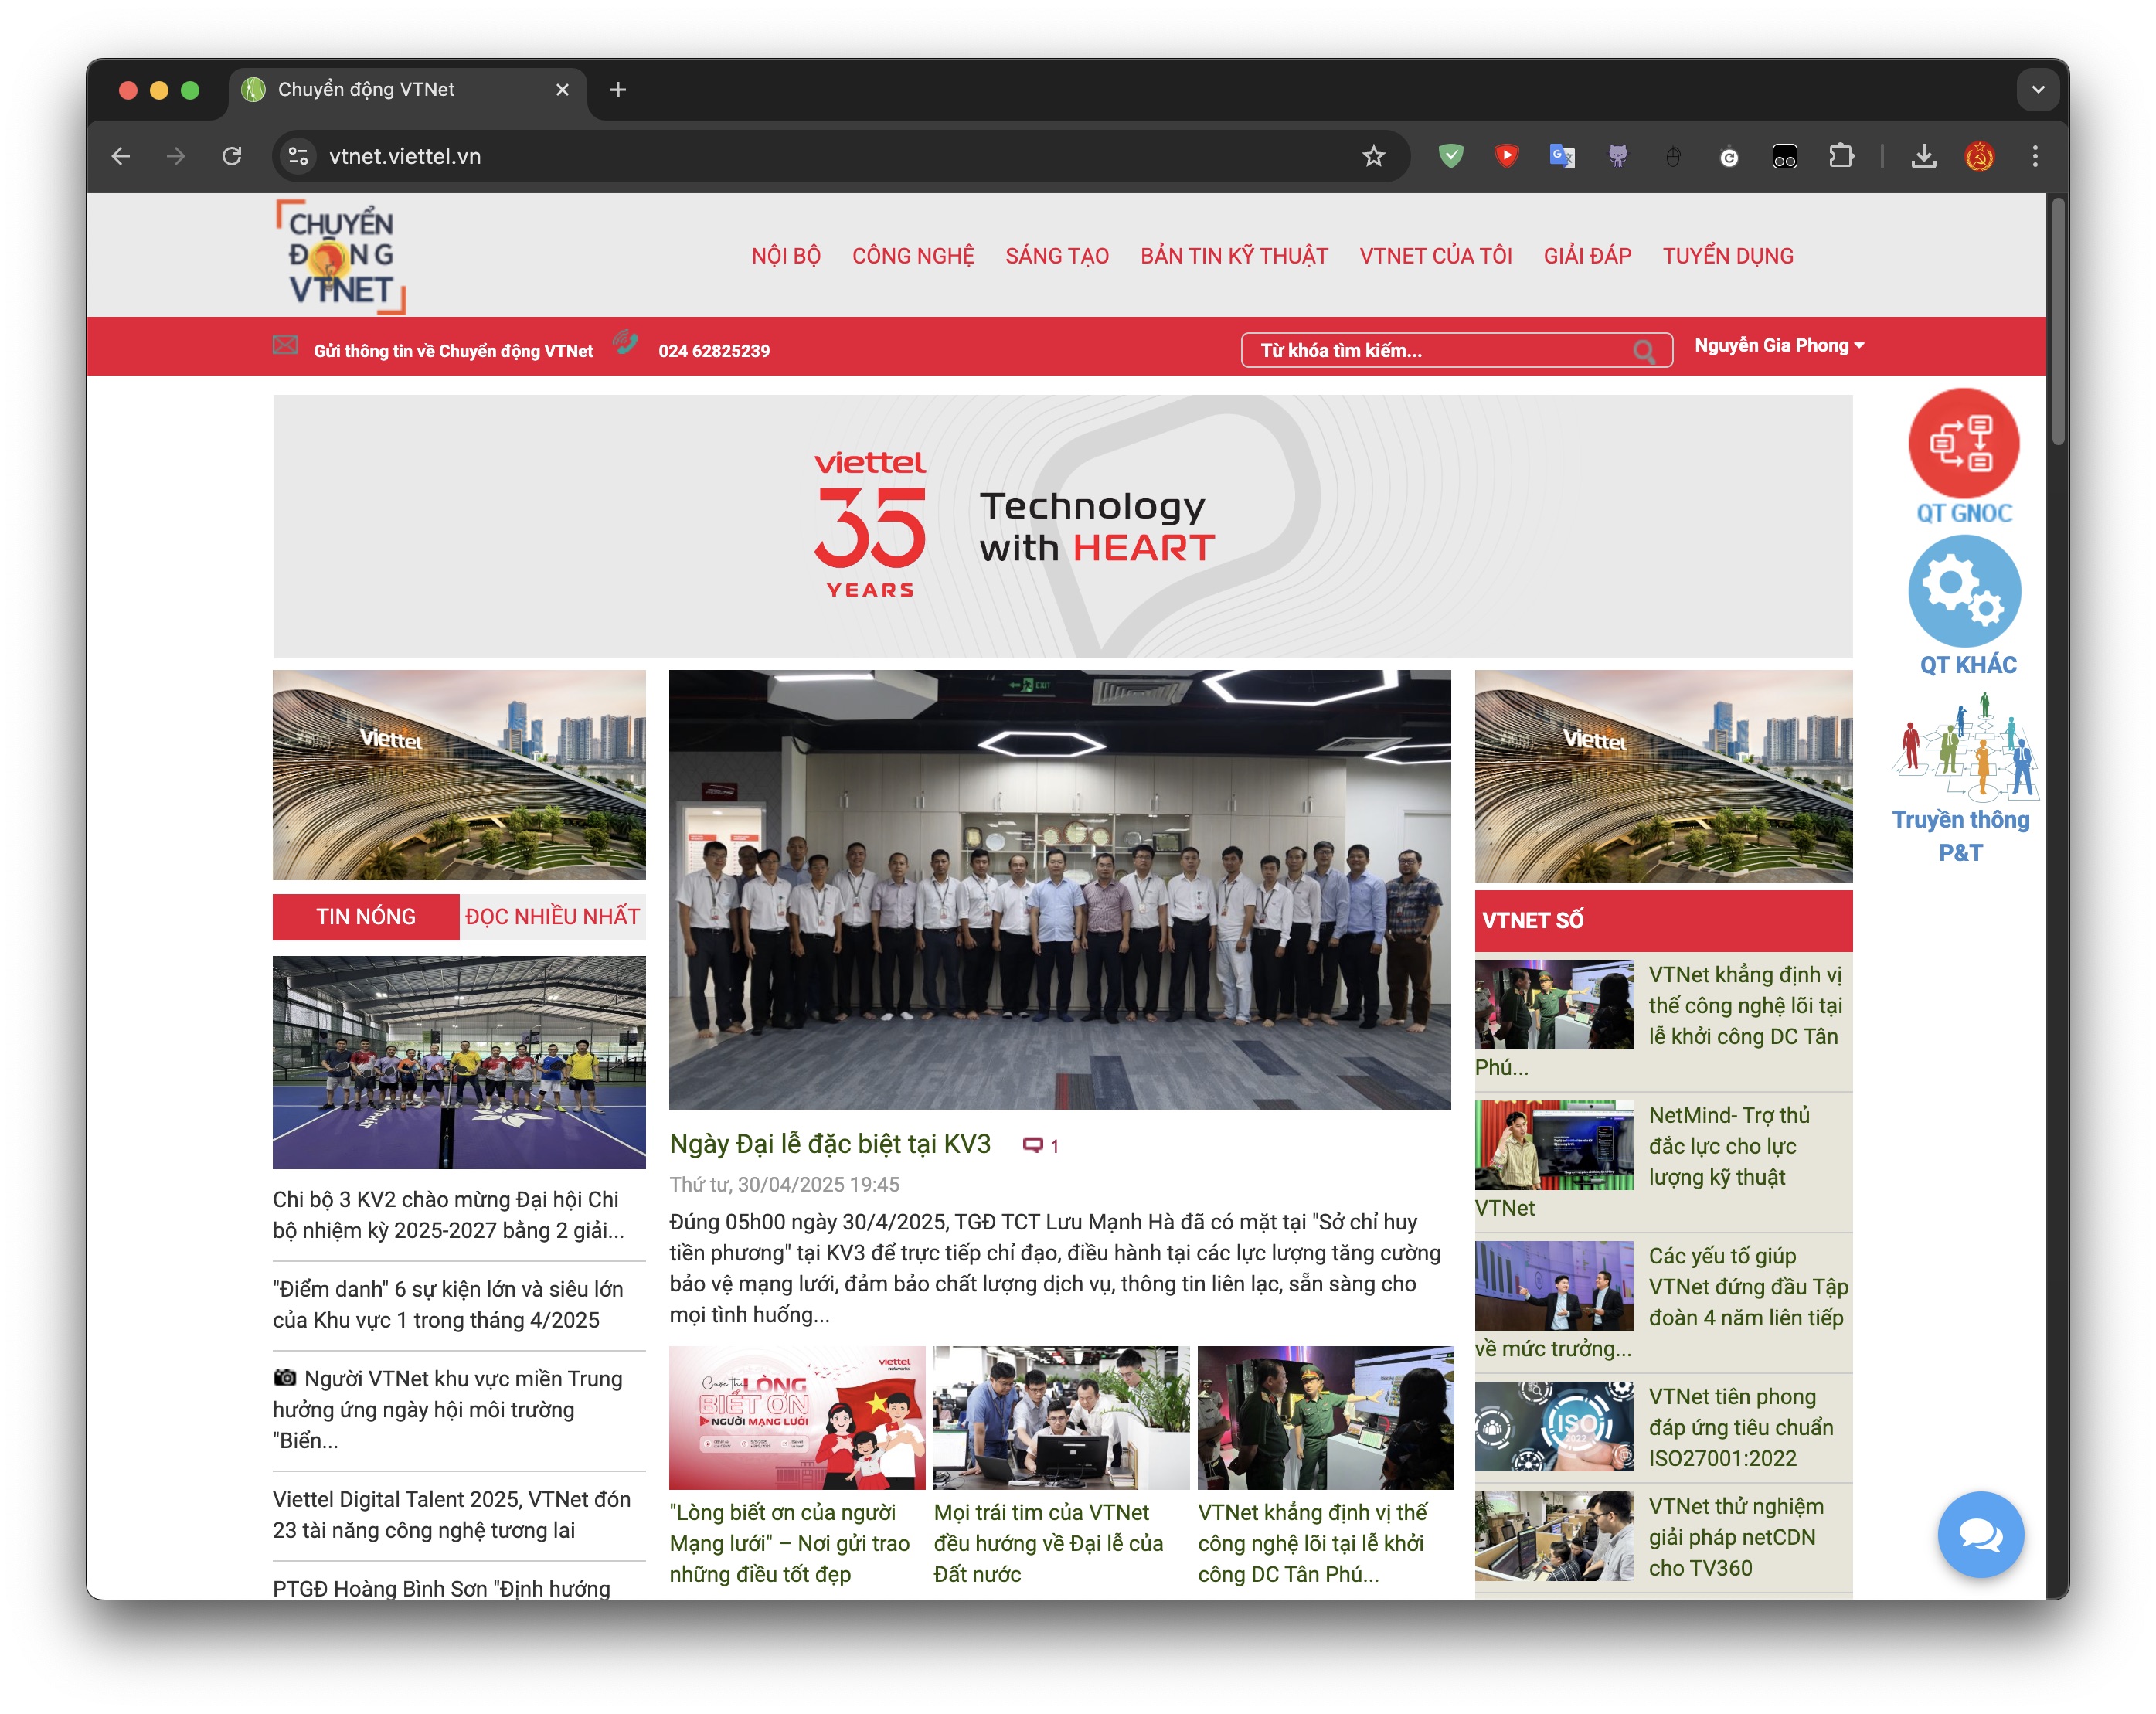 Chuyển động VTNet
vtnet.viettel.vn
CHUYỂN
ĐỘNG
VTNET
NỘI BỘ
CÔNG NGHỆ
SÁNG TẠO
BẢN TIN KỸ THUẬT
VTNET CỦA TÔI
GIẢI ĐÁP
TUYỂN DỤNG
Gửi thông tin về Chuyển động VTNet
024 62825239
Từ khóa tìm kiếm...
Nguyễn Gia Phong
viettel
35
YEARS
Technology
with HEART
QT GNOC
QT KHÁC
Truyền thông
P&T
viettel
TIN NÓNG
ĐỌC NHIỀU NHẤT
Chi bộ 3 KV2 chào mừng Đại hội Chi
bộ nhiệm kỳ 2025-2027 bằng 2 giải...
"Điểm danh" 6 sự kiện lớn và siêu lớn
của Khu vực 1 trong tháng 4/2025
Người VTNet khu vực miền Trung
hưởng ứng ngày hội môi trường
"Biển...
Viettel Digital Talent 2025, VTNet đón
23 tài năng công nghệ tương lai
PTGĐ Hoàng Bình Sơn "Định hướng
EXIT
Ngày Đại lễ đặc biệt tại KV3
1
Thứ tư, 30/04/2025 19:45
Đúng 05h00 ngày 30/4/2025, TGĐ TCT Lưu Mạnh Hà đã có mặt tại "Sở chỉ huy
tiền phương" tại KV3 để trực tiếp chỉ đạo, điều hành tại các lực lượng tăng cường
bảo vệ mạng lưới, đảm bảo chất lượng dịch vụ, thông tin liên lạc, sẵn sàng cho
mọi tình huống...
viettel
networks
Cuộc thi LÒNG
BIẾT ƠN
NGƯỜI MẠNG LƯỚI
"Lòng biết ơn của người
Mạng lưới" – Nơi gửi trao
những điều tốt đẹp
Mọi trái tim của VTNet
đều hướng về Đại lễ của
Đất nước
VTNet khẳng định vị thế
công nghệ lõi tại lễ khởi
công DC Tân Phú...
viettel
VTNET SỐ
VTNet khẳng định vị
thế công nghệ lõi tại
lễ khởi công DC Tân
Phú...
NetMind- Trợ thủ
đắc lực cho lực
lượng kỹ thuật
VTNet
Các yếu tố giúp
VTNet đứng đầu Tập
đoàn 4 năm liên tiếp
về mức trưởng...
ISO
2022
VTNet tiên phong
đáp ứng tiêu chuẩn
ISO27001:2022
VTNet thử nghiệm
giải pháp netCDN
cho TV360